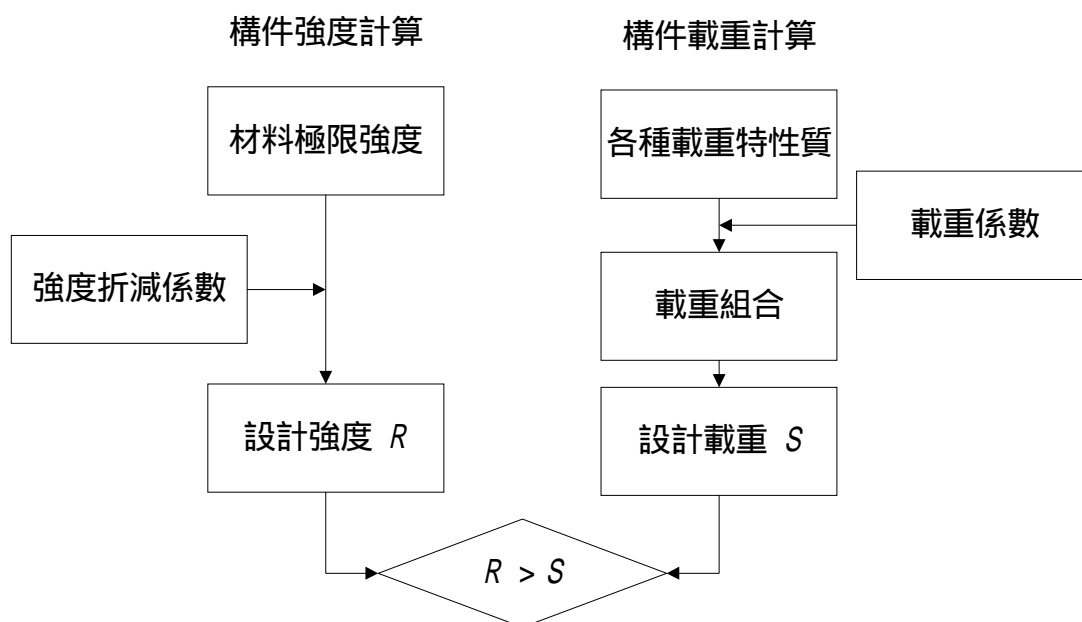 構件強度計算
構件載重計算
材料極限強度
各種載重特性質
載重係數
強度折減係數
載重組合
設計強度 R
設計載重 S
R > S